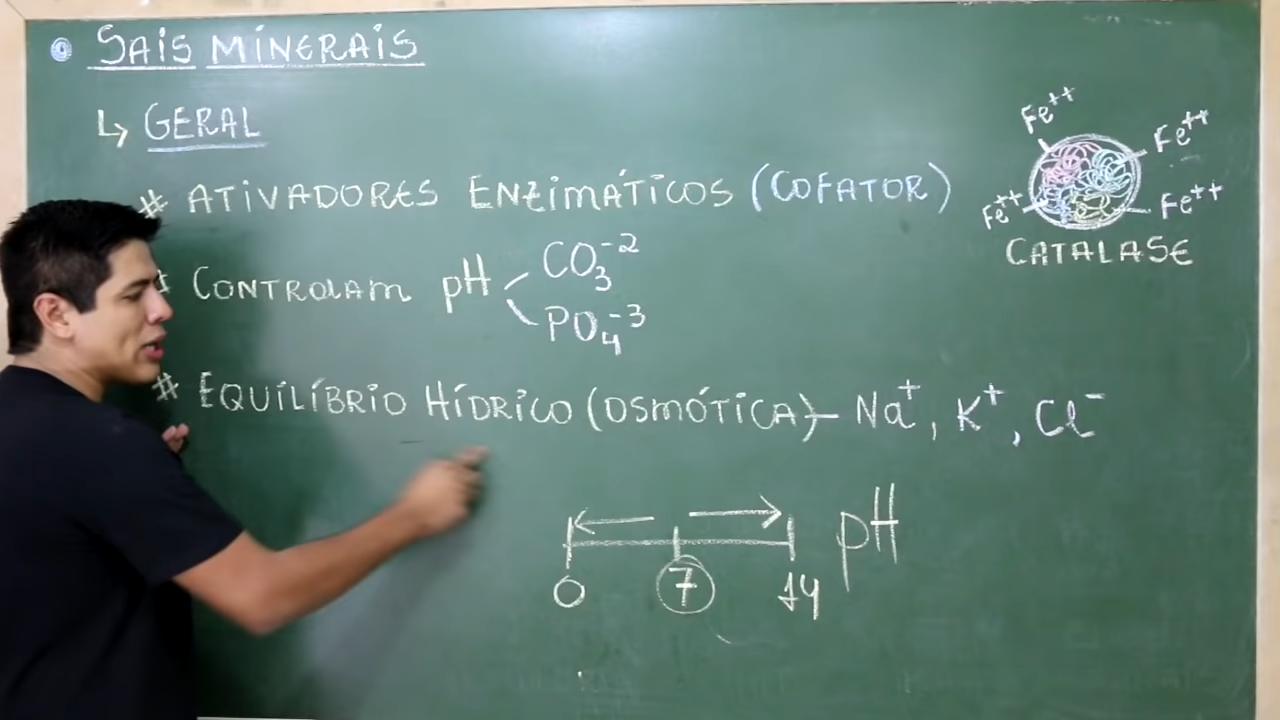 SAIS MINERAIS
↳ GERAL
# ATIVADORES ENZIMÁTICOS (COFATOR)
# CONTROLAM pH CO₃⁻² PO₄⁻³
# EQUILÍBRIO HÍDRICO (OSMÓTICA) – Na⁺, K⁺, Cl⁻
Fe⁺⁺
Fe⁺⁺
Fe⁺⁺
Fe⁺⁺
CATALASE
pH
0 7 14